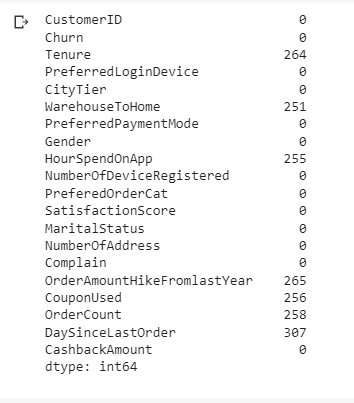 CustomerID 0
Churn 0
Tenure 264
PreferredLoginDevice 0
CityTier 0
WarehouseToHome 251
PreferredPaymentMode 0
Gender 0
HourSpendOnApp 255
NumberOfDeviceRegistered 0
PreferedOrderCat 0
SatisfactionScore 0
MaritalStatus 0
NumberOfAddress 0
Complain 0
OrderAmountHikeFromlastYear 265
CouponUsed 256
OrderCount 258
DaySinceLastOrder 307
CashbackAmount 0
dtype: int64